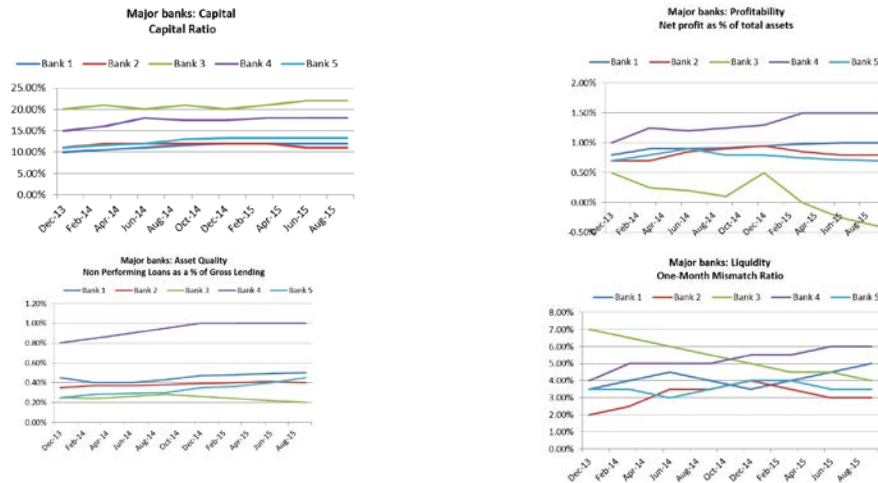 Major banks: Capital
Capital Ratio
Bank 1 Bank 2 Bank 3 Bank 4 Bank 5
25.00%
20.00%
15.00%
10.00%
5.00%
0.00%
Dec-13 Feb-14 Apr-14 Jun-14 Aug-14 Oct-14 Dec-14 Feb-15 Apr-15 Jun-15 Aug-15
Major banks: Profitability
Net profit as % of total assets
Bank 1 Bank 2 Bank 3 Bank 4 Bank 5
2.00%
1.50%
1.00%
0.50%
0.00%
-0.50%
Dec-13 Feb-14 Apr-14 Jun-14 Aug-14 Oct-14 Dec-14 Feb-15 Apr-15 Jun-15 Aug-15
Major banks: Asset Quality
Non Performing Loans as a % of Gross Lending
Bank 1 Bank 2 Bank 3 Bank 4 Bank 5
1.20%
1.00%
0.80%
0.60%
0.40%
0.20%
0.00%
Dec-13 Feb-14 Apr-14 Jun-14 Aug-14 Oct-14 Dec-14 Feb-15 Apr-15 Jun-15 Aug-15
Major banks: Liquidity
One-Month Mismatch Ratio
Bank 1 Bank 2 Bank 3 Bank 4 Bank 5
8.00%
7.00%
6.00%
5.00%
4.00%
3.00%
2.00%
1.00%
0.00%
Dec-13 Feb-14 Apr-14 Jun-14 Aug-14 Oct-14 Dec-14 Feb-15 Apr-15 Jun-15 Aug-15